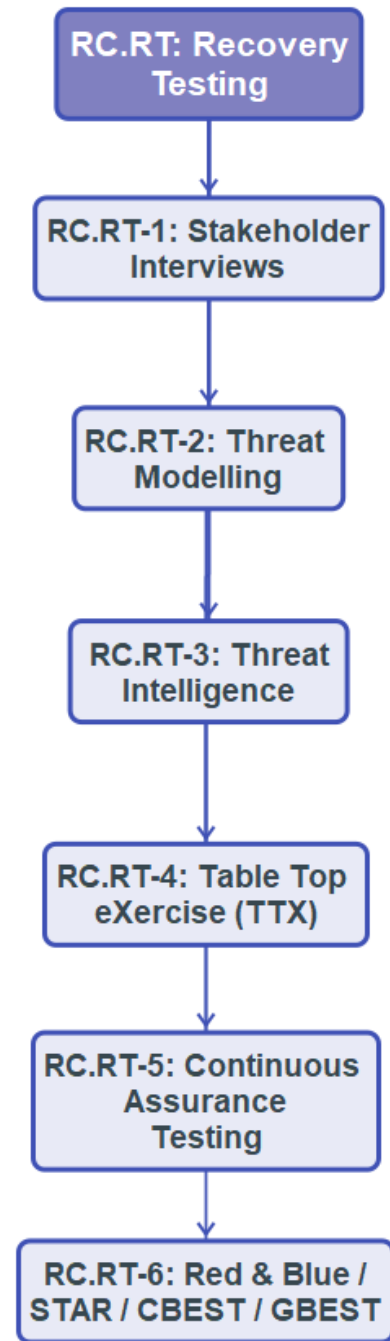 RC.RT: Recovery
Testing
RC.RT-1: Stakeholder
Interviews
RC.RT-2: Threat
Modelling
RC.RT-3: Threat
Intelligence
RC.RT-4: Table Top
eXercise (TTX)
RC.RT-5: Continuous
Assurance
Testing
RC.RT-6: Red & Blue /
STAR / CBEST / GBEST